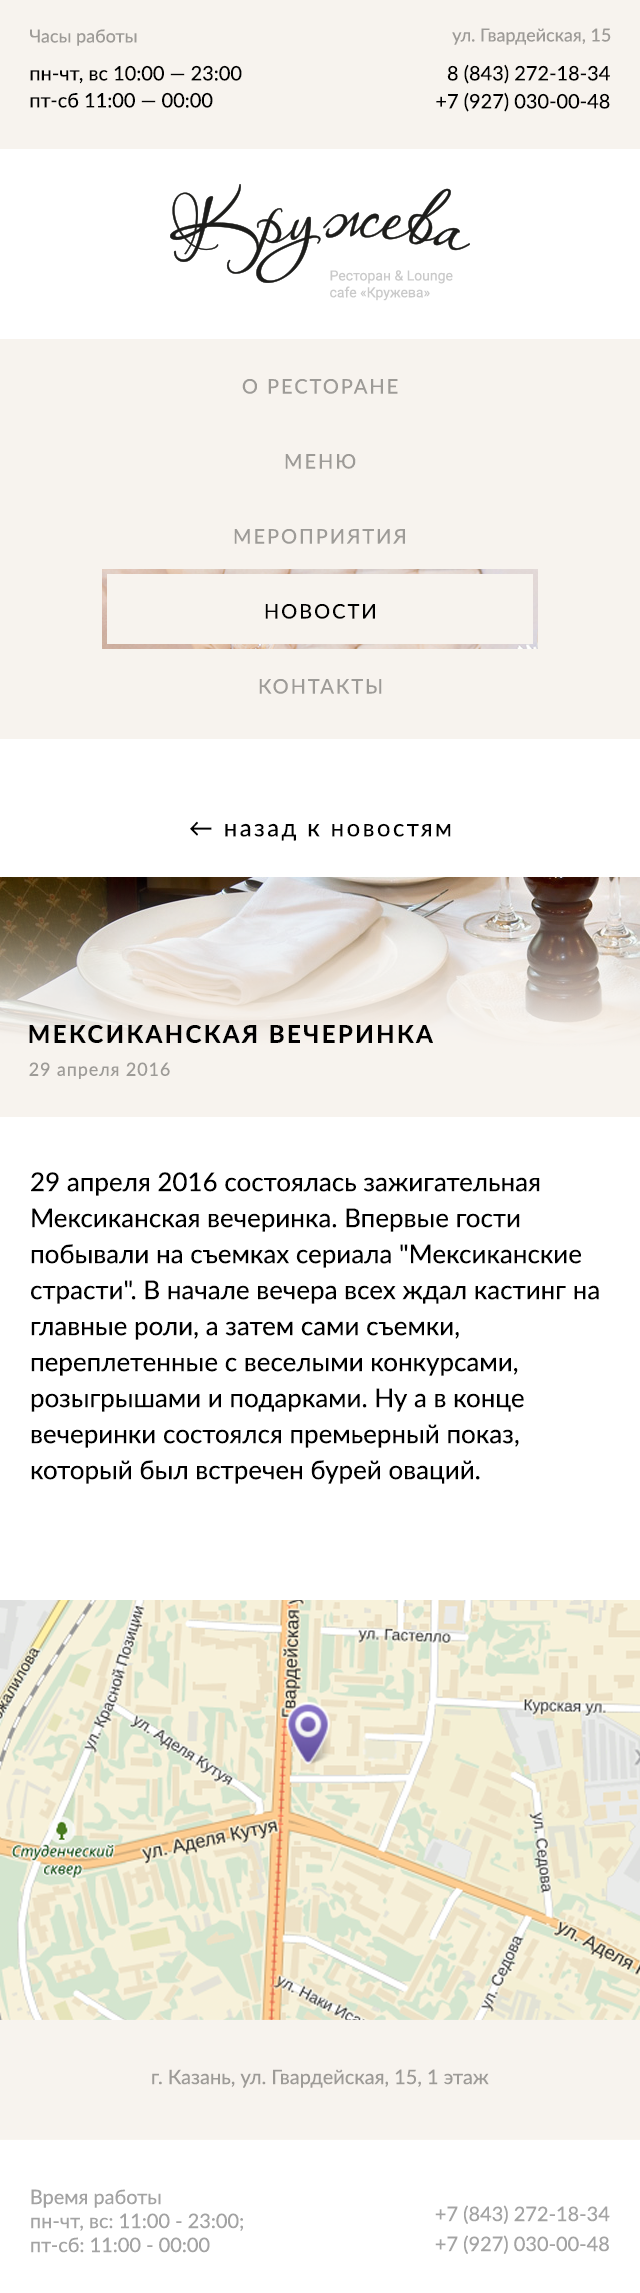 Часы работы
ул. Гвардейская, 15
пн-чт, вс 10:00 — 23:00
8 (843) 272-18-34
пт-сб 11:00 — 00:00
+7 (927) 030-00-48
Кружева
Ресторан & Lounge
cafe «Кружева»
О РЕСТОРАНЕ
МЕНЮ
МЕРОПРИЯТИЯ
НОВОСТИ
КОНТАКТЫ
← назад к новостям
МЕКСИКАНСКАЯ ВЕЧЕРИНКА
29 апреля 2016
29 апреля 2016 состоялась зажигательная
Мексиканская вечеринка. Впервые гости
побывали на съемках сериала "Мексиканские
страсти". В начале вечера всех ждал кастинг на
главные роли, а затем сами съемки,
переплетенные с веселыми конкурсами,
розыгрышами и подарками. Ну а в конце
вечеринки состоялся премьерный показ,
который был встречен бурей оваций.
Гвардейская у
ул. Гастелло
ул. Красной Позиции
Курская ул.
ул. Аделя Кутуя
ул. Аделя Кутуя
Студенческий
сквер
ул. Седова
ул. Аделя
ул. Седова
ул. Наки Иса
г. Казань, ул. Гвардейская, 15, 1 этаж
Время работы
пн-чт, вс: 11:00 - 23:00;
пт-сб: 11:00 - 00:00
+7 (843) 272-18-34
+7 (927) 030-00-48